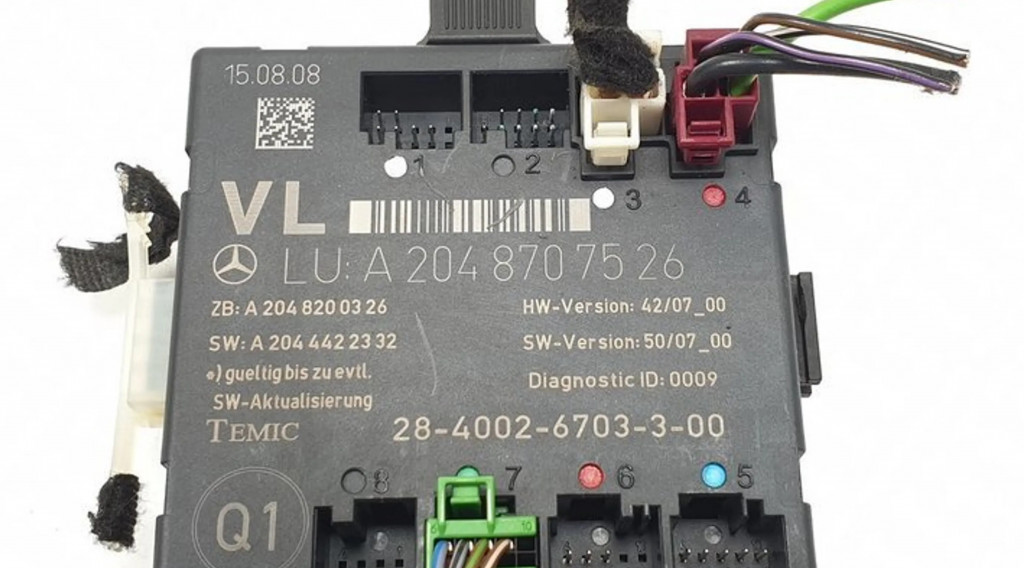 15.08.08
1 2
3 4
VL
LU: A 204 870 75 26
ZB: A 204 820 03 26 HW-Version: 42/07_00
SW: A 204 442 23 32 SW-Version: 50/07_00
*) gueltig bis zu evtl. Diagnostic ID: 0009
SW-Aktualisierung
TEMIC 28-4002-6703-3-00
8 7 6 5
Q1
10